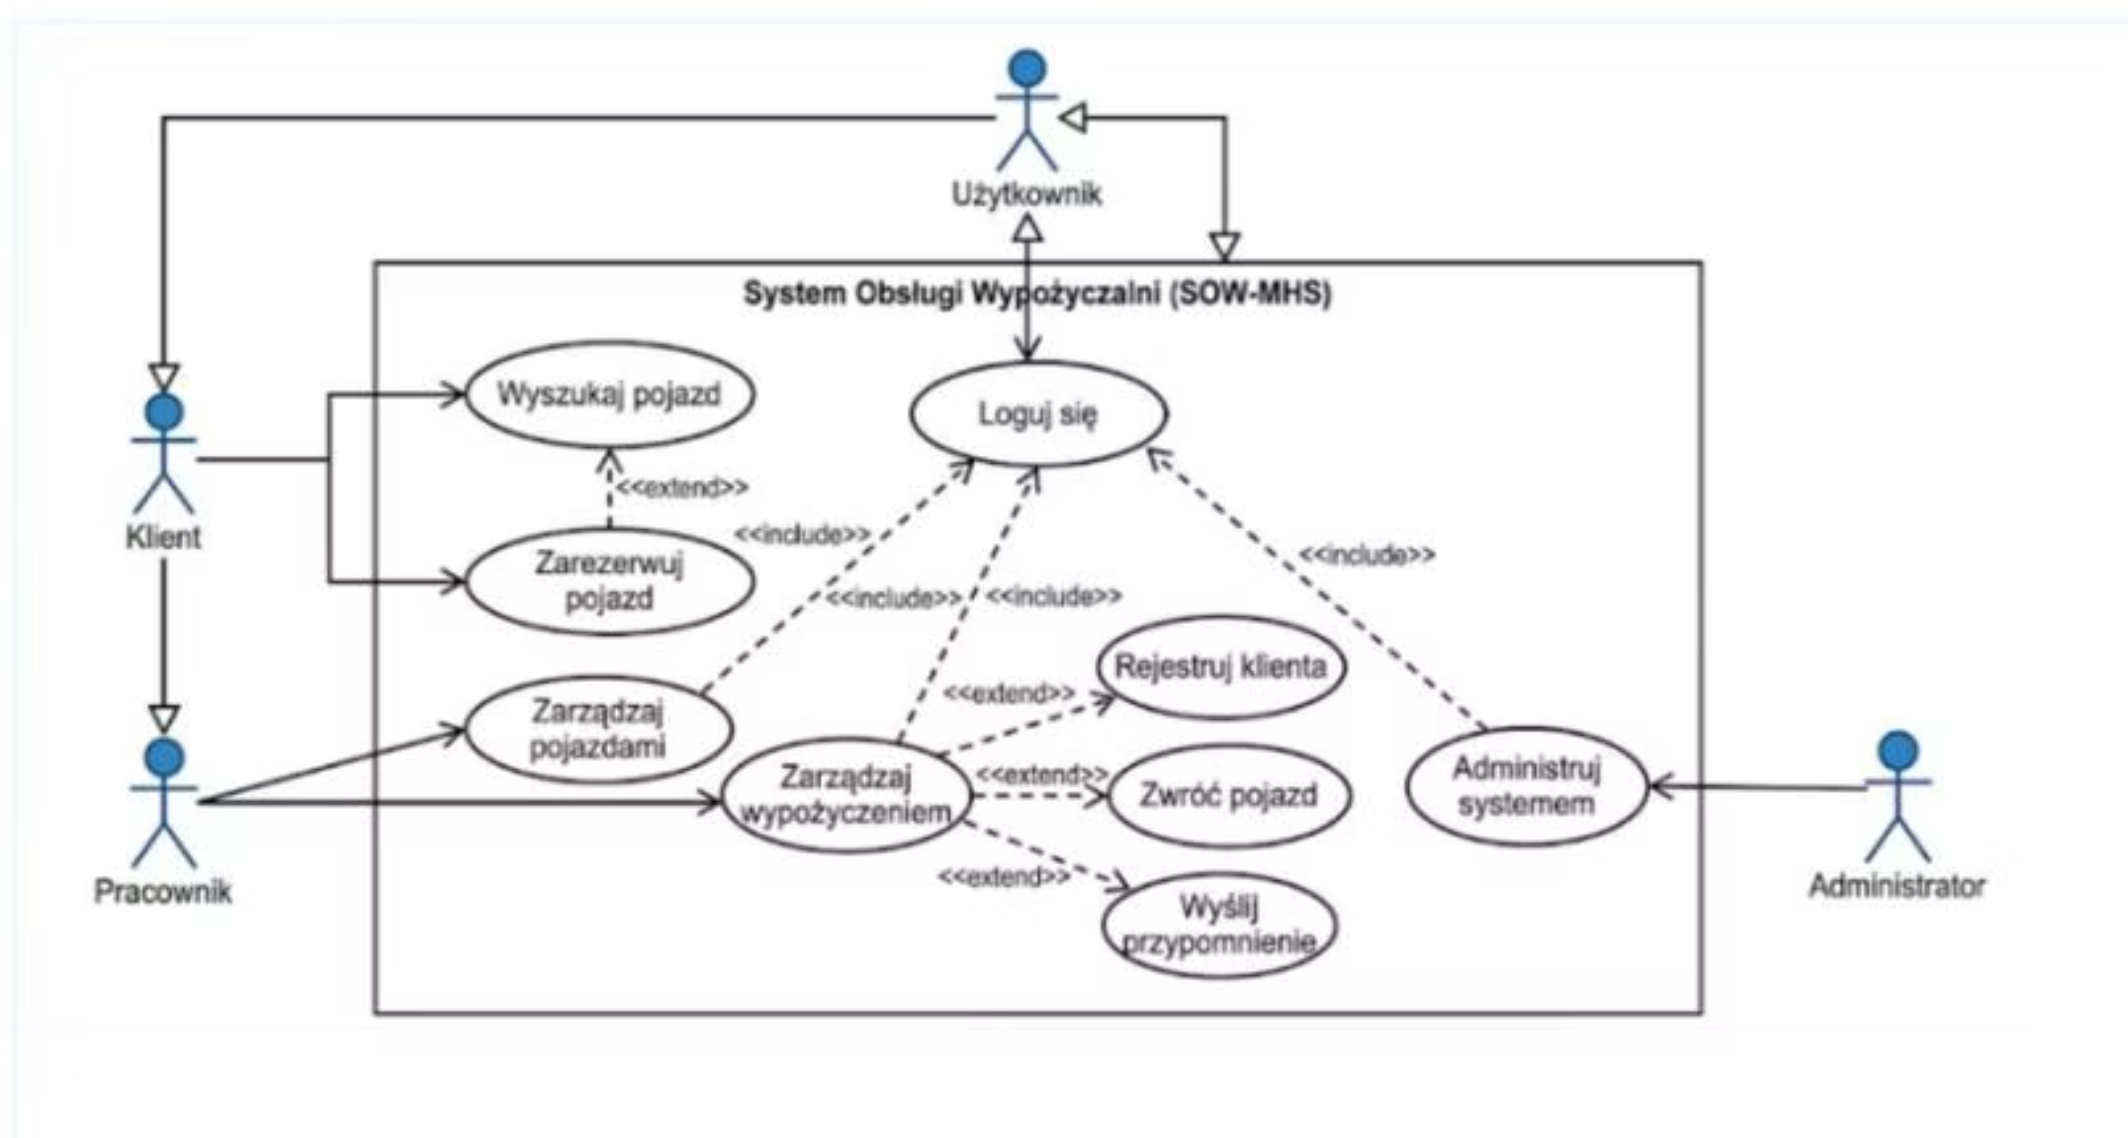 Użytkownik
System Obsługi Wypożyczalni (SOW-MHS)
Wyszukaj pojazd
Loguj się
<<extend>>
Klient
<<include>>
<<include>>
Zarezerwuj
pojazd
<<include>>
<<include>>
Rejestruj klienta
<<extend>>
Zarządzaj
pojazdami
Zarządzaj
wypożyczeniem
<<extend>>
Zwróć pojazd
Administruj
systemem
<<extend>>
Pracownik
Administrator
Wyślij
przypomnienie